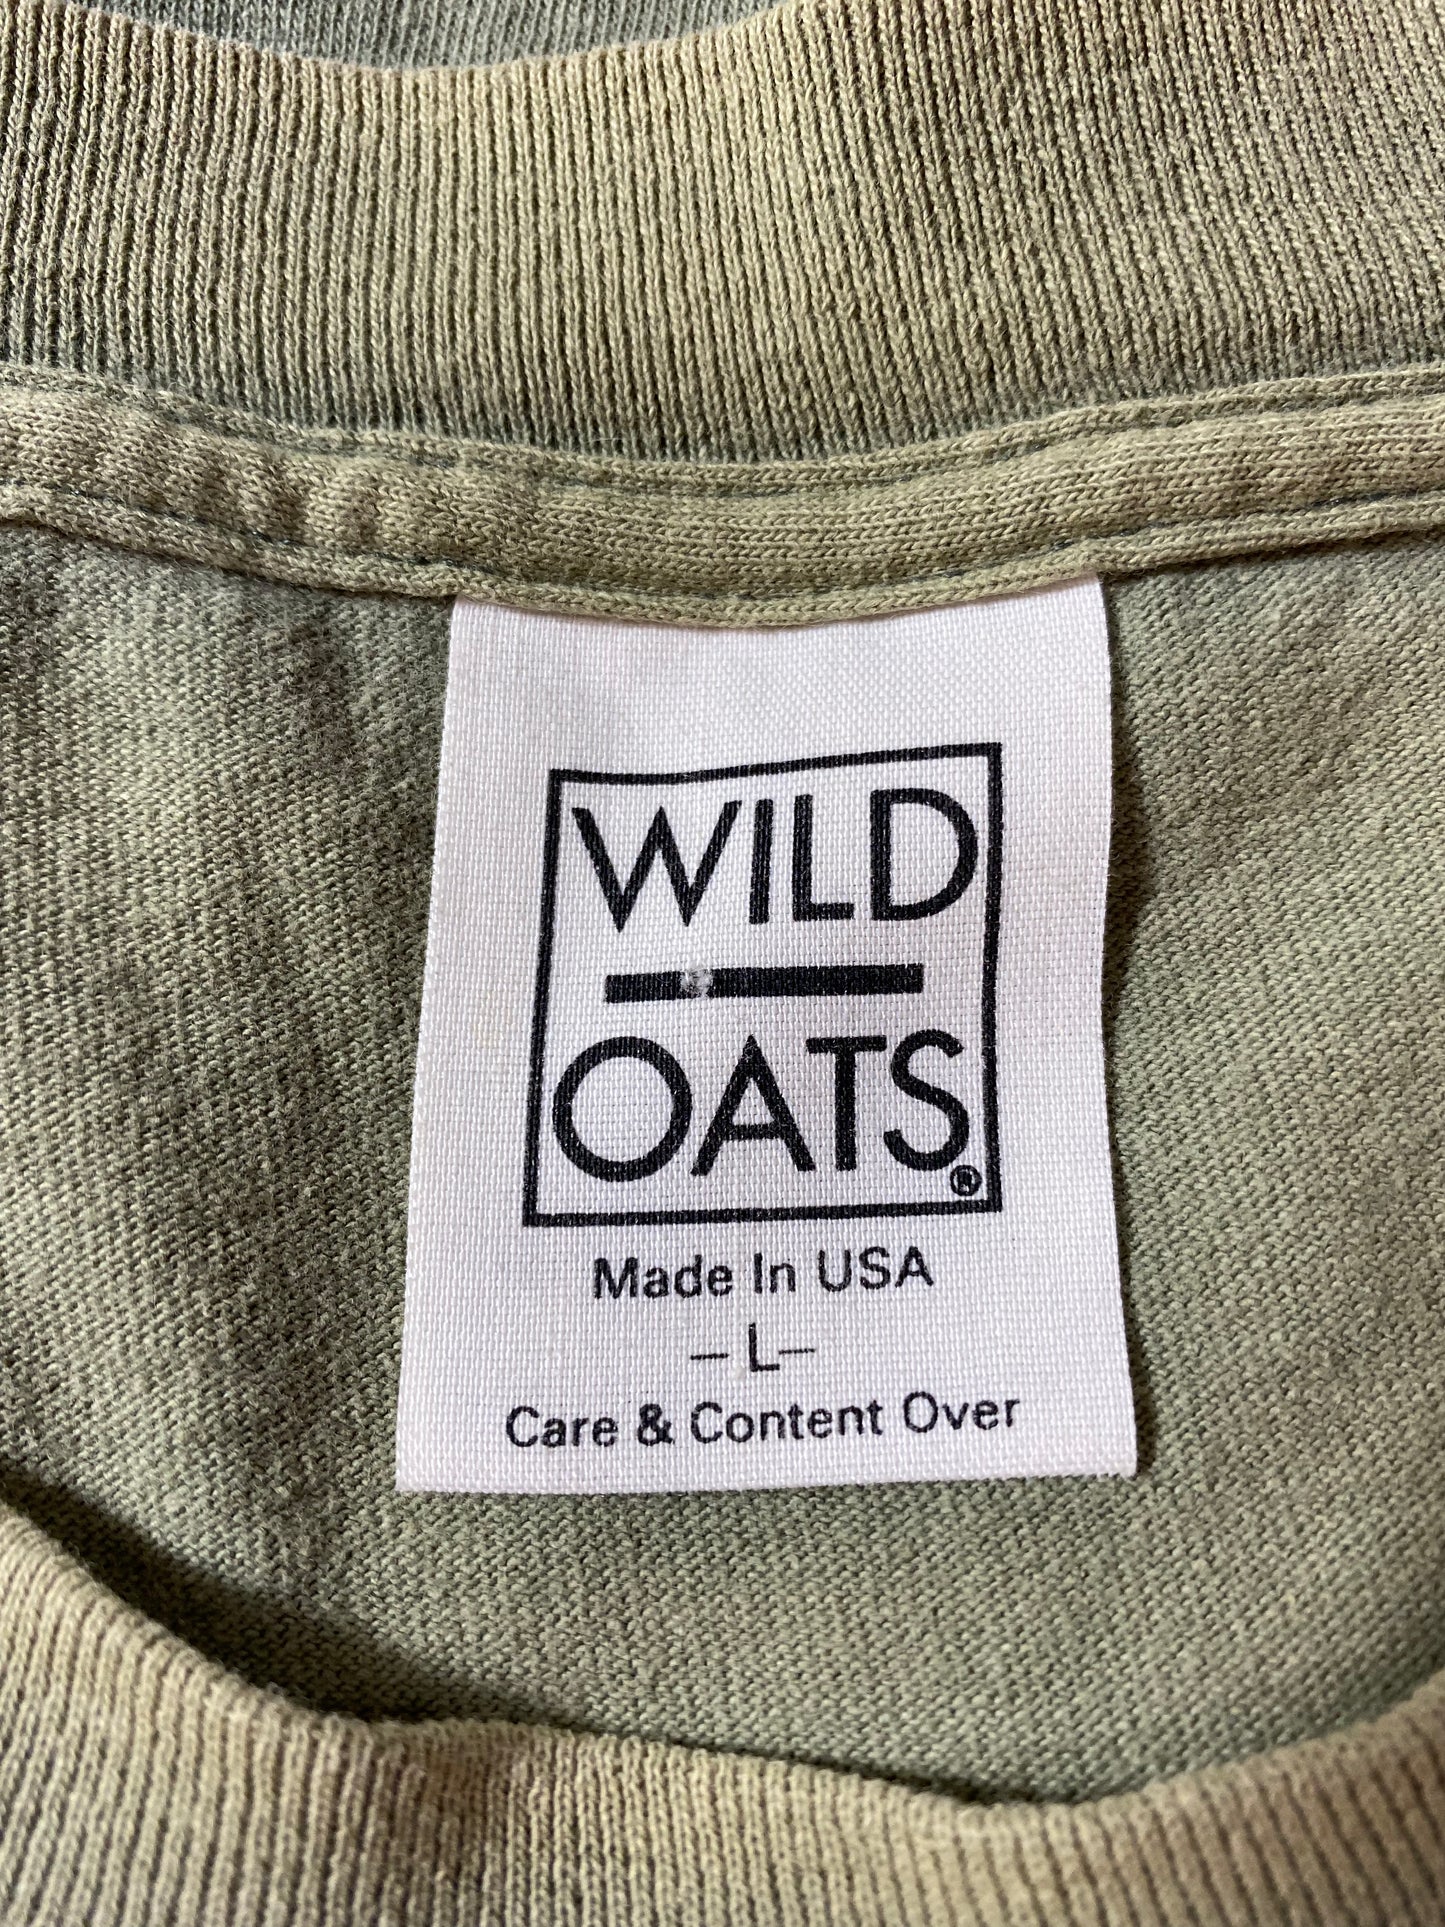 WILD
OATS®
Made In USA
– L–
Care & Content Over